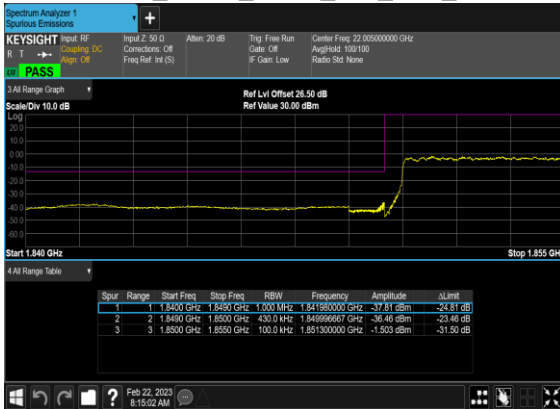 Spectrum Analyzer 1
Spurious Emissions
KEYSIGHT Input: RF Input Z: 50 Ω Atten: 20 dB Trig: Free Run Center Freq: 22.005000000 GHz
R T Coupling: DC Corrections: Off Gate: Off Avg|Hold: 100/100
Align: Off Freq Ref: Int (S) IF Gain: Low Radio Std: None
PASS
3 All Range Graph
Ref Lvl Offset 26.50 dB
Scale/Div 10.0 dB Ref Value 30.00 dBm
Log
20.0
10.0
0.00
-10.0
-20.0
-30.0
-40.0
-50.0
-60.0
Start 1.840 GHz Stop 1.855 GH
4 All Range Table
Spur Range Start Freq Stop Freq RBW Frequency Amplitude ΔLimit
1 1 1.8400 GHz 1.8490 GHz 1.000 MHz 1.841980000 GHz -37.81 dBm -24.81 dB
2 2 1.8490 GHz 1.8500 GHz 430.0 kHz 1.849996667 GHz -36.46 dBm -23.46 dB
3 3 1.8500 GHz 1.8550 GHz 100.0 kHz 1.851300000 GHz -1.503 dBm -31.50 dB
? Feb 22, 2023
8:15:02 AM